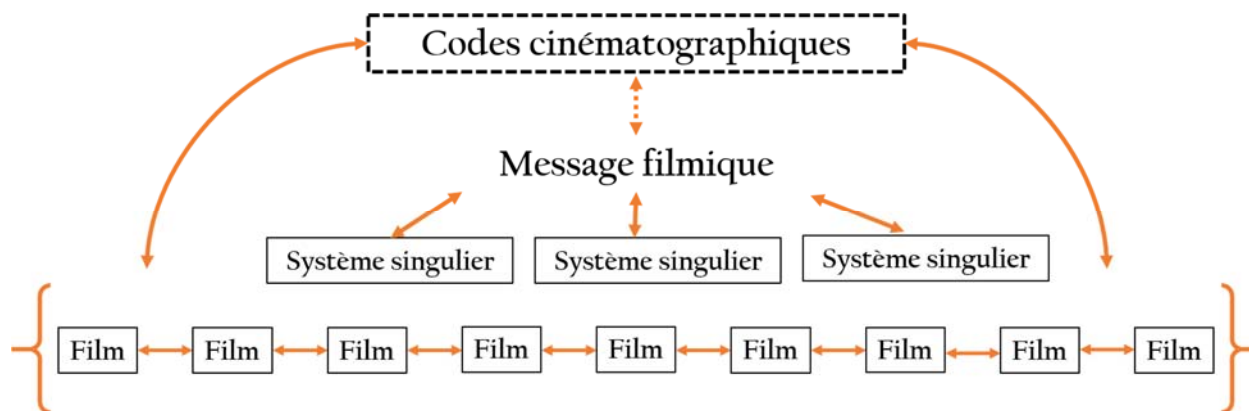 Codes cinématographiques
Message filmique
Système singulier Système singulier Système singulier
Film Film Film Film Film Film Film Film Film